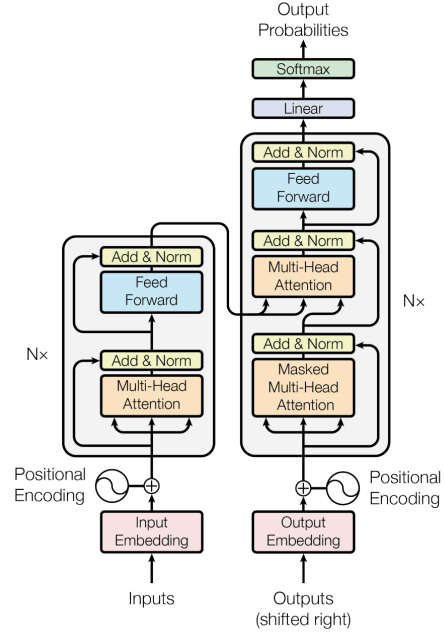 Output
Probabilities
Softmax
Linear
Add & Norm
Feed
Forward
Add & Norm
Multi-Head
Attention
Add & Norm
Masked
Multi-Head
Attention
N×
Add & Norm
Feed
Forward
Add & Norm
Multi-Head
Attention
N×
Positional
Encoding
Positional
Encoding
Input
Embedding
Output
Embedding
Inputs
Outputs
(shifted right)